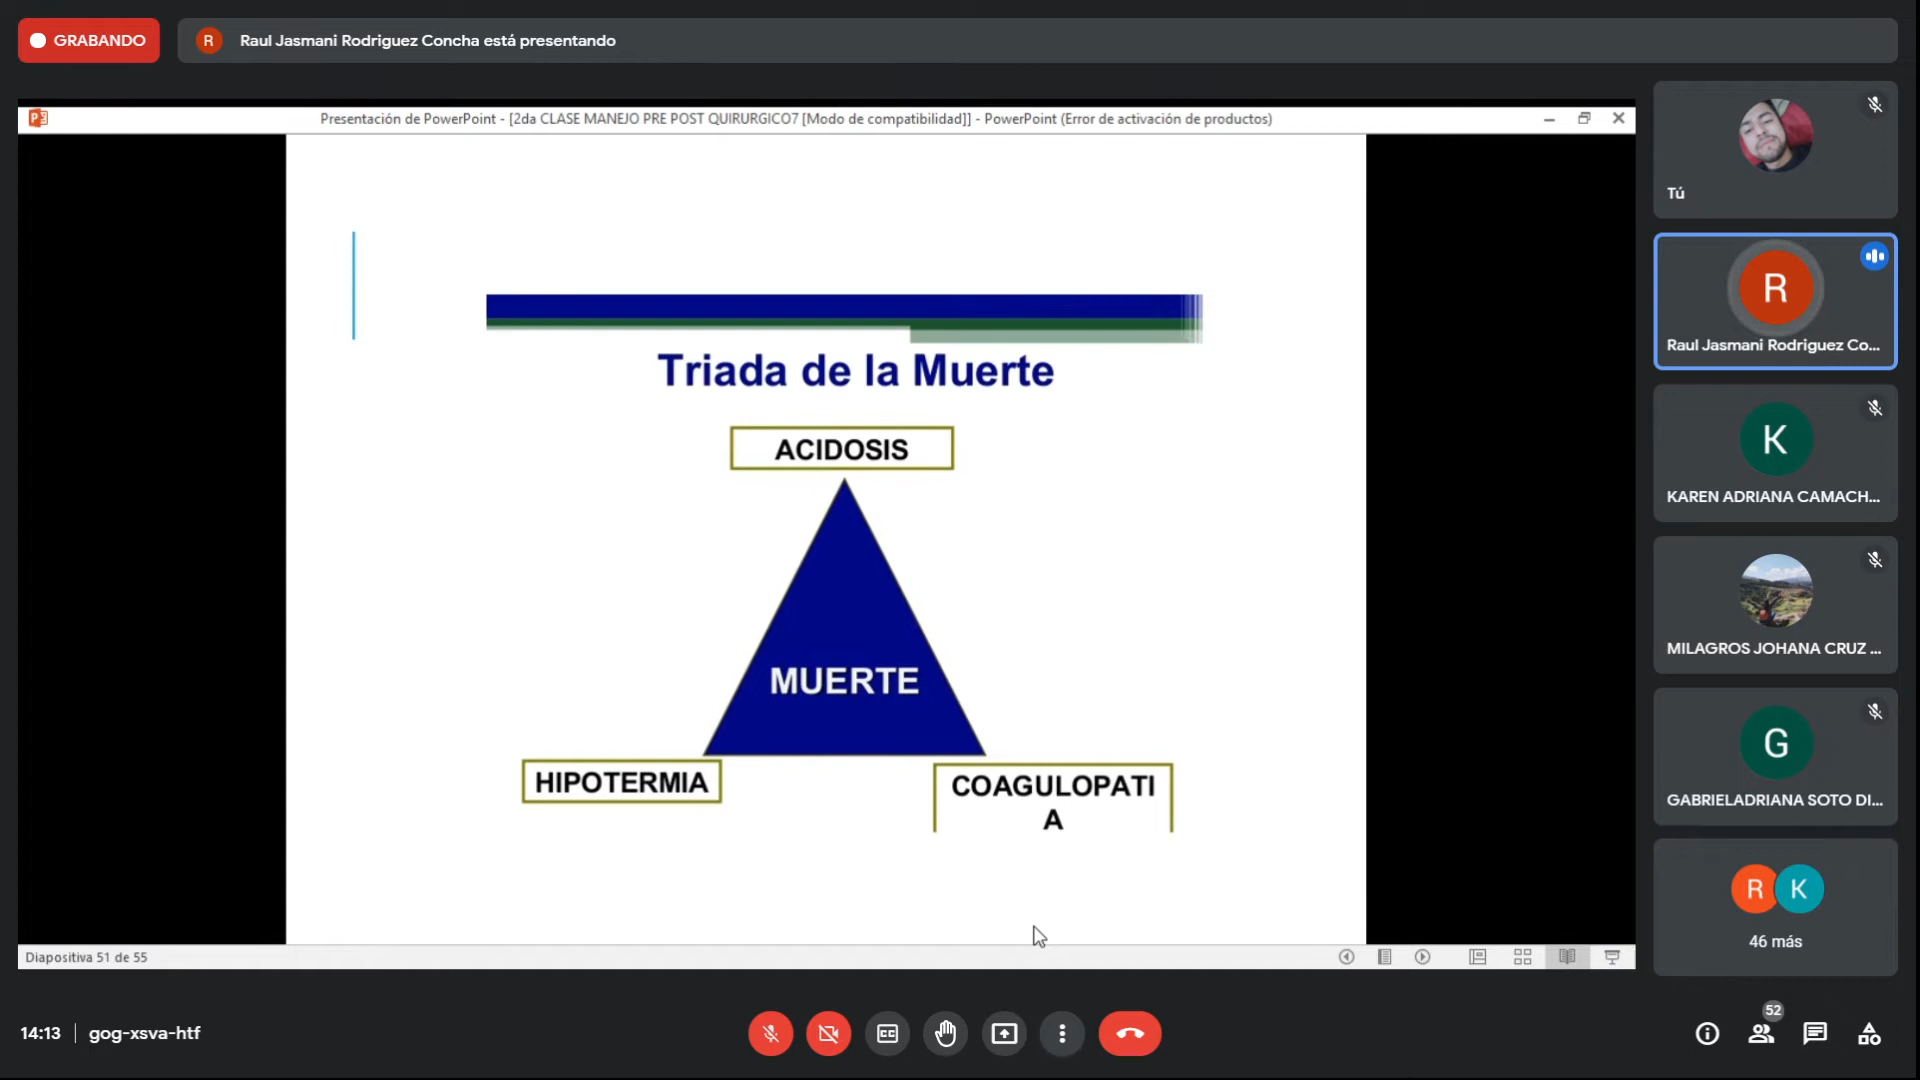 GRABANDO
R
Raul Jasmani Rodriguez Concha está presentando
Presentación de PowerPoint - [2da CLASE MANEJO PRE POST QUIRURGICO7 [Modo de compatibilidad]] - PowerPoint (Error de activación de productos)
Triada de la Muerte
ACIDOSIS
MUERTE
HIPOTERMIA
COAGULOPATI
A
Diapositiva 51 de 55
Tú
R
Raul Jasmani Rodriguez Co...
K
KAREN ADRIANA CAMACH...
MILAGROS JOHANA CRUZ ...
G
GABRIELADRIANA SOTO DI...
R K
46 más
14:13 | gog-xsva-htf
CC
52